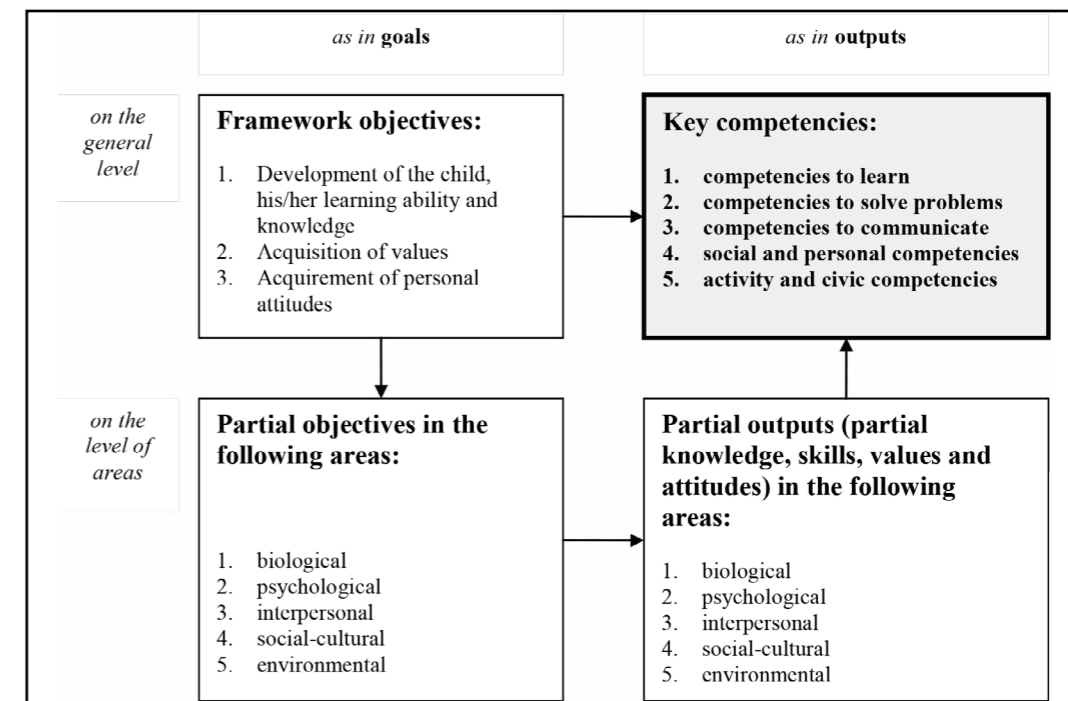 as in goals
as in outputs
on the
general
level
Framework objectives:
1. Development of the child,
his/her learning ability and
knowledge
2. Acquisition of values
3. Acquirement of personal
attitudes
Key competencies:
1. competencies to learn
2. competencies to solve problems
3. competencies to communicate
4. social and personal competencies
5. activity and civic competencies
on the
level of
areas
Partial objectives in the
following areas:
1. biological
2. psychological
3. interpersonal
4. social-cultural
5. environmental
Partial outputs (partial
knowledge, skills, values and
attitudes) in the following
areas:
1. biological
2. psychological
3. interpersonal
4. social-cultural
5. environmental